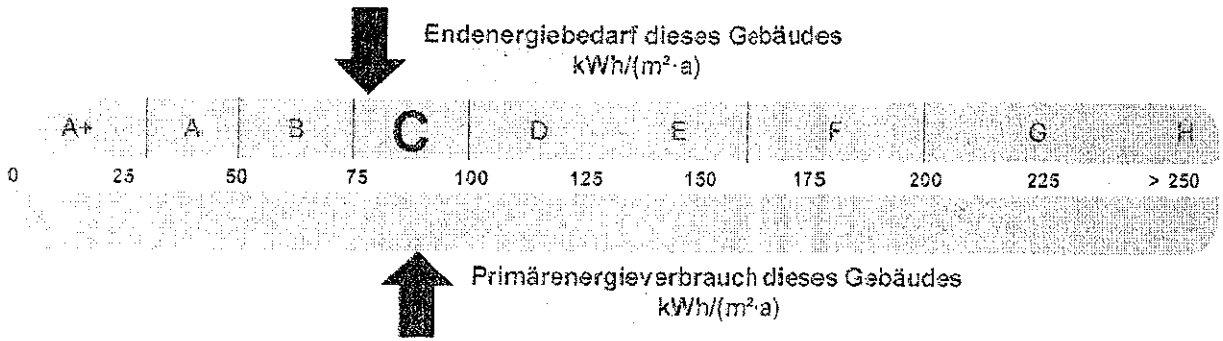 Endenergiebedarf dieses Gebäudes
kWh/(m²·a)
A+ A B C D E F G H
0 25 50 75 100 125 150 175 200 225 > 250
Primärenergieverbrauch dieses Gebäudes
kWh/(m²·a)